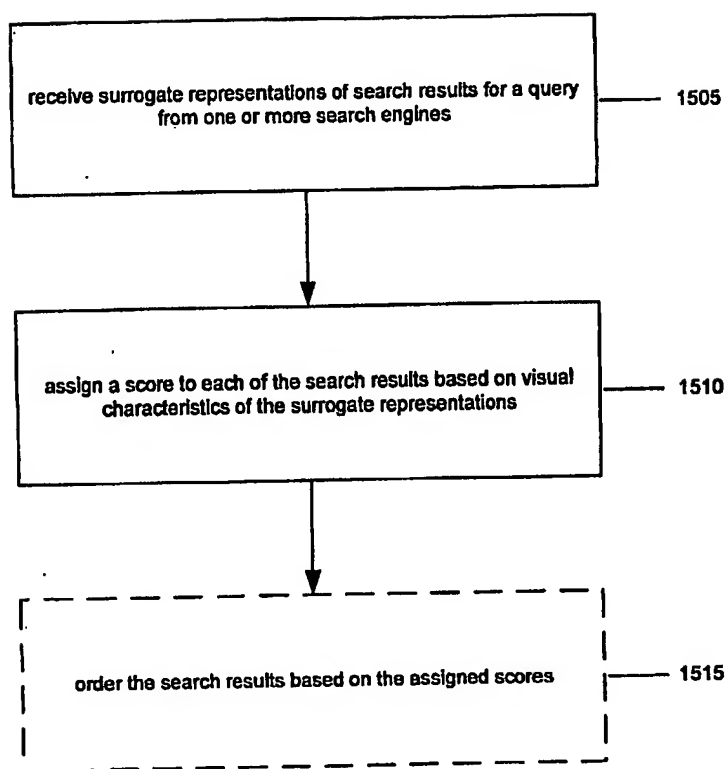 receive surrogate representations of search results for a query
from one or more search engines
1505
assign a score to each of the search results based on visual
characteristics of the surrogate representations
1510
order the search results based on the assigned scores
1515